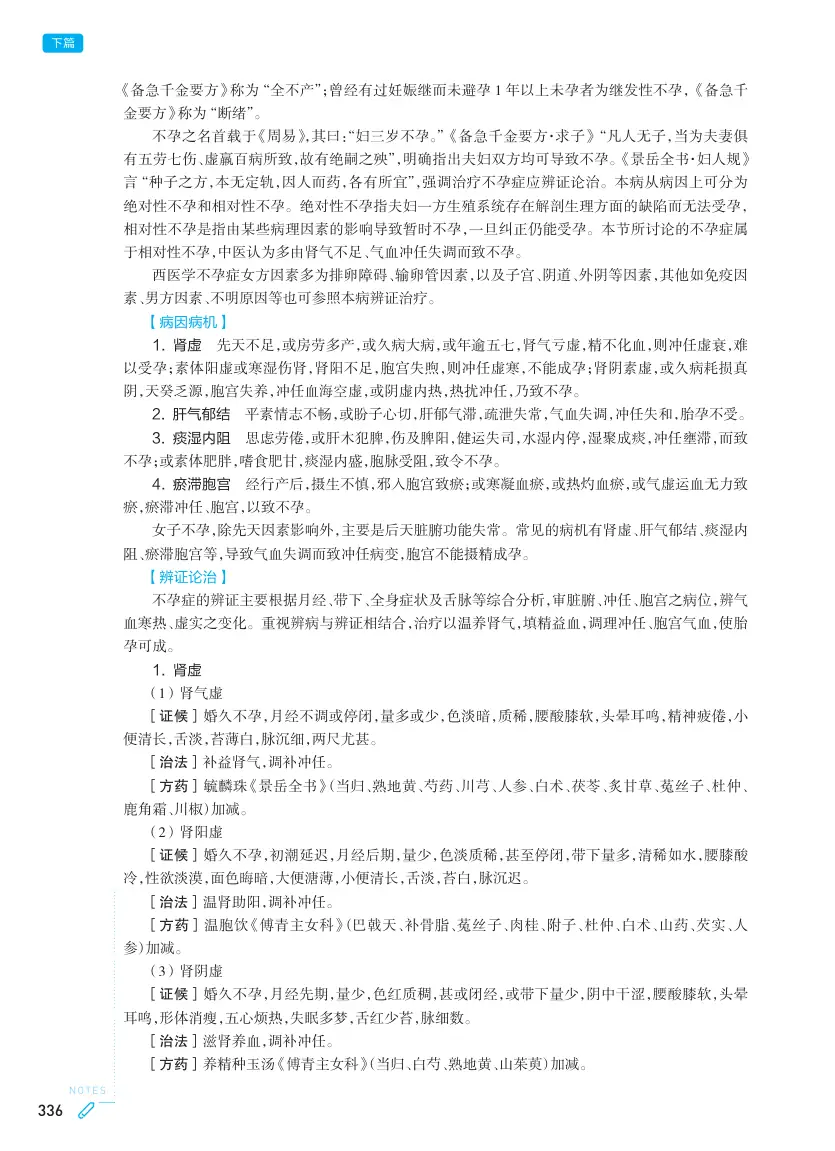 下篇
《备急千金要方》称为“全不产”;曾经有过妊娠继而未避孕1年以上未孕者为继发性不孕,《备急千
金要方》称为“断绪”。
不孕之名首载于《周易》,其曰:“妇三岁不孕。”《备急千金要方·求子》“凡人无子,当为夫妻俱
有五劳七伤、虚羸百病所致,故有绝嗣之殃”,明确指出夫妇双方均可导致不孕。《景岳全书·妇人规》
言“种子之方,本无定轨,因人而药,各有所宜”,强调治疗不孕症应辨证论治。本病从病因上可分为
绝对性不孕和相对性不孕。绝对性不孕指夫妇一方生殖系统存在解剖生理方面的缺陷而无法受孕,
相对性不孕是指由某些病理因素的影响导致暂时不孕,一旦纠正仍能受孕。本节所讨论的不孕症属
于相对性不孕,中医认为多由肾气不足、气血冲任失调而致不孕。
西医学不孕症女方因素多为排卵障碍、输卵管因素,以及子宫、阴道、外阴等因素,其他如免疫因
素、男方因素、不明原因等也可参照本病辨证治疗。
【病因病机】
1. 肾虚 先天不足,或房劳多产,或久病大病,或年逾五七,肾气亏虚,精不化血,则冲任虚衰,难
以受孕;素体阳虚或寒湿伤肾,肾阳不足,胞宫失煦,则冲任虚寒,不能成孕;肾阴素虚,或久病耗损真
阴,天癸乏源,胞宫失养,冲任血海空虚,或阴虚内热,热扰冲任,乃致不孕。
2. 肝气郁结 平素情志不畅,或盼子心切,肝郁气滞,疏泄失常,气血失调,冲任失和,胎孕不受。
3. 痰湿内阻 思虑劳倦,或肝木犯脾,伤及脾阳,健运失司,水湿内停,湿聚成痰,冲任壅滞,而致
不孕;或素体肥胖,嗜食肥甘,痰湿内盛,胞脉受阻,致令不孕。
4. 瘀滞胞宫 经行产后,摄生不慎,邪入胞宫致瘀;或寒凝血瘀,或热灼血瘀,或气虚运血无力致
瘀,瘀滞冲任、胞宫,以致不孕。
女子不孕,除先天因素影响外,主要是后天脏腑功能失常。常见的病机有肾虚、肝气郁结、痰湿内
阻、瘀滞胞宫等,导致气血失调而致冲任病变,胞宫不能摄精成孕。
【辨证论治】
不孕症的辨证主要根据月经、带下、全身症状及舌脉等综合分析,审脏腑、冲任、胞宫之病位,辨气
血寒热、虚实之变化。重视辨病与辨证相结合,治疗以温养肾气,填精益血,调理冲任、胞宫气血,使胎
孕可成。
1. 肾虚
(1)肾气虚
[证候]婚久不孕,月经不调或停闭,量多或少,色淡暗,质稀,腰酸膝软,头晕耳鸣,精神疲倦,小
便清长,舌淡,苔薄白,脉沉细,两尺尤甚。
[治法]补益肾气,调补冲任。
[方药]毓麟珠《景岳全书》(当归、熟地黄、芍药、川芎、人参、白术、茯苓、炙甘草、菟丝子、杜仲、
鹿角霜、川椒)加减。
(2)肾阳虚
[证候]婚久不孕,初潮延迟,月经后期,量少,色淡质稀,甚至停闭,带下量多,清稀如水,腰膝酸
冷,性欲淡漠,面色晦暗,大便溏薄,小便清长,舌淡,苔白,脉沉迟。
[治法]温肾助阳,调补冲任。
[方药]温胞饮《傅青主女科》(巴戟天、补骨脂、菟丝子、肉桂、附子、杜仲、白术、山药、芡实、人
参)加减。
(3)肾阴虚
[证候]婚久不孕,月经先期,量少,色红质稠,甚或闭经,或带下量少,阴中干涩,腰酸膝软,头晕
耳鸣,形体消瘦,五心烦热,失眠多梦,舌红少苔,脉细数。
[治法]滋肾养血,调补冲任。
[方药]养精种玉汤《傅青主女科》(当归、白芍、熟地黄、山茱萸)加减。
NOTES
336